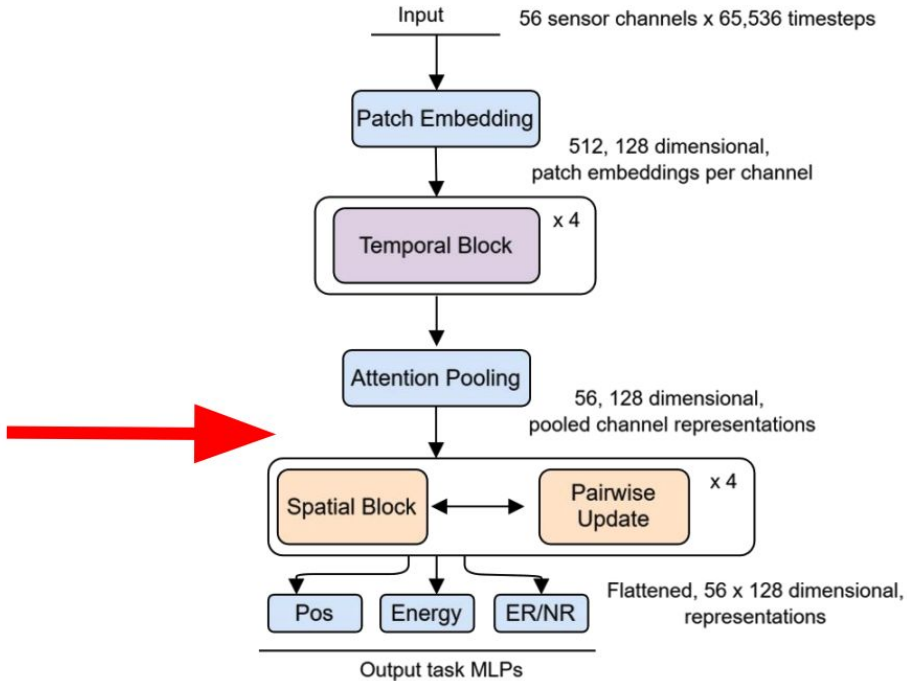 Input
56 sensor channels x 65,536 timesteps
Patch Embedding
512, 128 dimensional,
patch embeddings per channel
x 4
Temporal Block
Attention Pooling
56, 128 dimensional,
pooled channel representations
Spatial Block
Pairwise
Update
x 4
Flattened, 56 x 128 dimensional,
representations
Pos
Energy
ER/NR
Output task MLPs